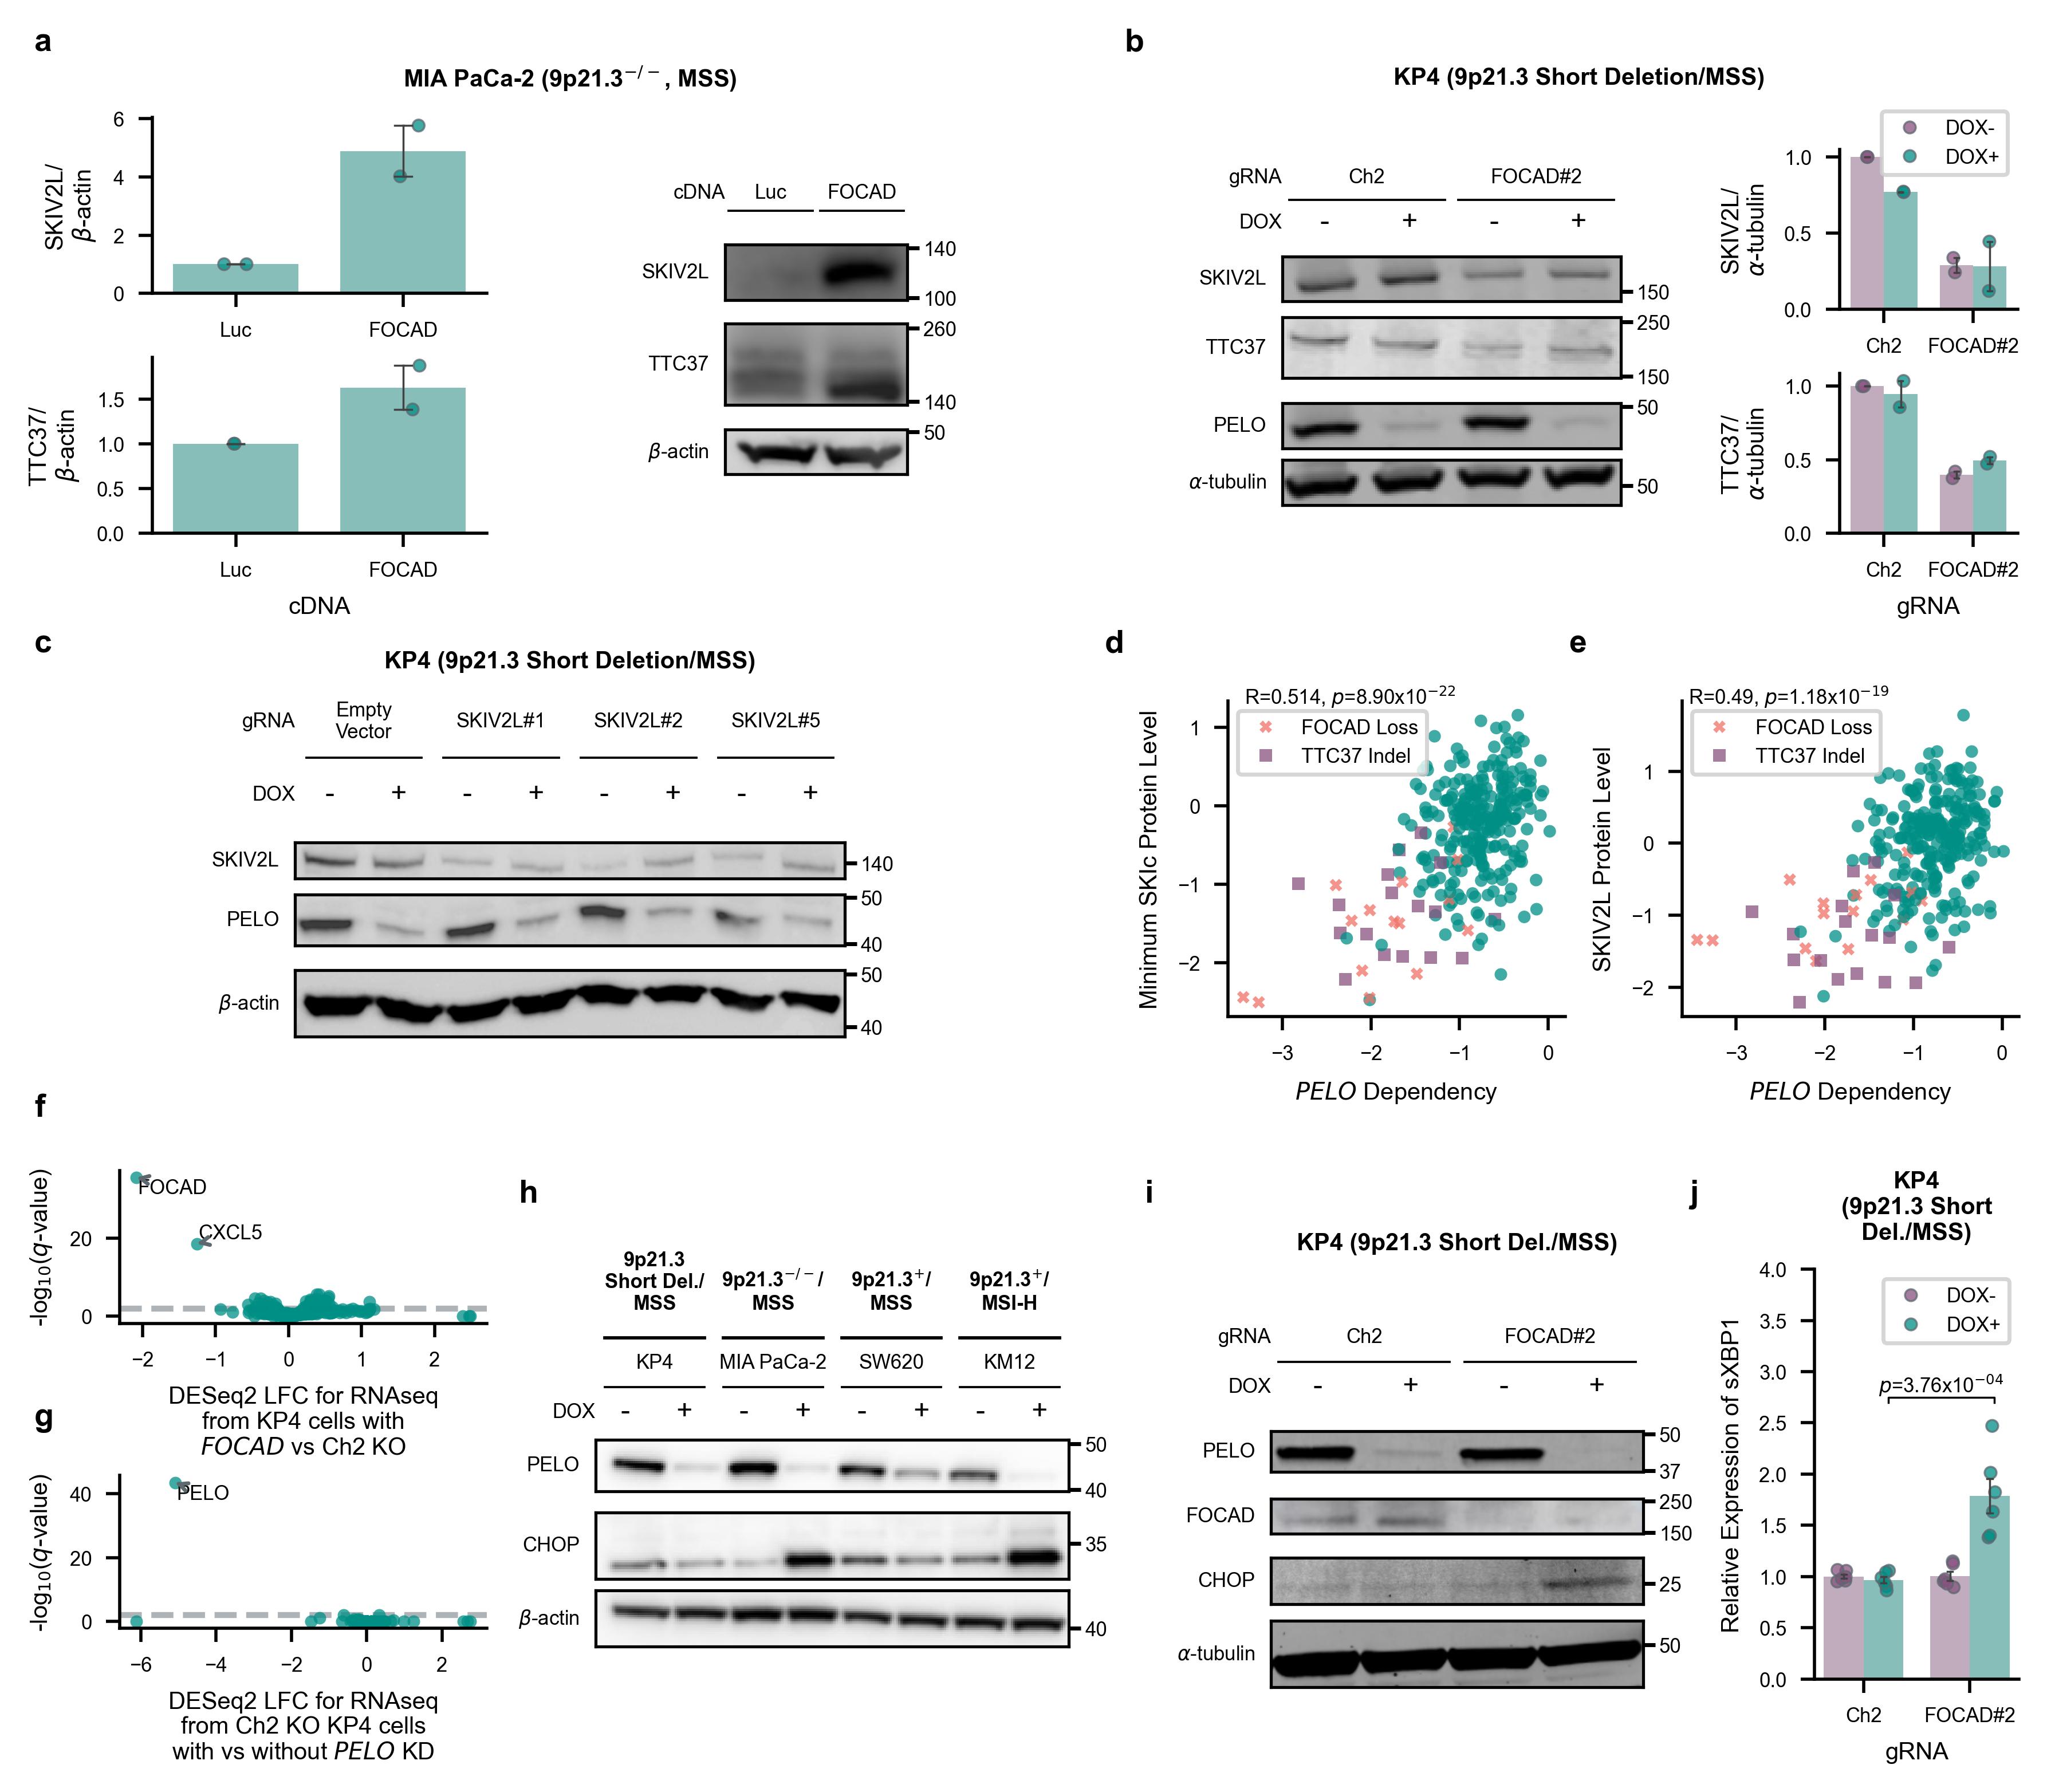 a
MIA PaCa-2 (9p21.3−/−, MSS)
SKIV2L/
β-actin
6
4
2
0
Luc
FOCAD
TTC37/
β-actin
1.5
1.0
0.5
0.0
Luc
FOCAD
cDNA
cDNA
Luc
FOCAD
SKIV2L
140
100
TTC37
260
140
β-actin
50
b
KP4 (9p21.3 Short Deletion/MSS)
gRNA
Ch2
FOCAD#2
DOX
-
+
-
+
SKIV2L
150
TTC37
250
150
PELO
50
α-tubulin
50
DOX-
DOX+
SKIV2L/
α-tubulin
1.0
0.5
0.0
Ch2
FOCAD#2
TTC37/
α-tubulin
1.0
0.5
0.0
Ch2
FOCAD#2
gRNA
c
KP4 (9p21.3 Short Deletion/MSS)
gRNA
Empty
Vector
SKIV2L#1
SKIV2L#2
SKIV2L#5
DOX
-
+
-
+
-
+
-
+
SKIV2L
140
PELO
50
40
β-actin
50
40
d
R=0.514, p=8.90x10−22
FOCAD Loss
TTC37 Indel
Minimum SKIc Protein Level
1
0
−1
−2
−3
−2
−1
0
PELO Dependency
e
R=0.49, p=1.18x10−19
FOCAD Loss
TTC37 Indel
SKIV2L Protein Level
1
0
−1
−2
−3
−2
−1
0
PELO Dependency
f
-log10(q-value)
FOCAD
CXCL5
20
0
−2
−1
0
1
2
DESeq2 LFC for RNAseq
from KP4 cells with
FOCAD vs Ch2 KO
g
-log10(q-value)
PELO
40
20
0
−6
−4
−2
0
2
DESeq2 LFC for RNAseq
from Ch2 KO KP4 cells
with vs without PELO KD
h
9p21.3
Short Del./
MSS
9p21.3−/−/
MSS
9p21.3+/
MSS
9p21.3+/
MSI-H
KP4
MIA PaCa-2
SW620
KM12
DOX
-
+
-
+
-
+
-
+
PELO
50
40
CHOP
35
β-actin
40
i
KP4 (9p21.3 Short Del./MSS)
gRNA
Ch2
FOCAD#2
DOX
-
+
-
+
PELO
50
37
FOCAD
250
150
CHOP
25
α-tubulin
50
j
KP4
(9p21.3 Short
Del./MSS)
Relative Expression of sXBP1
4.0
3.5
3.0
2.5
2.0
1.5
1.0
0.5
0.0
DOX-
DOX+
p=3.76x10−04
Ch2
FOCAD#2
gRNA